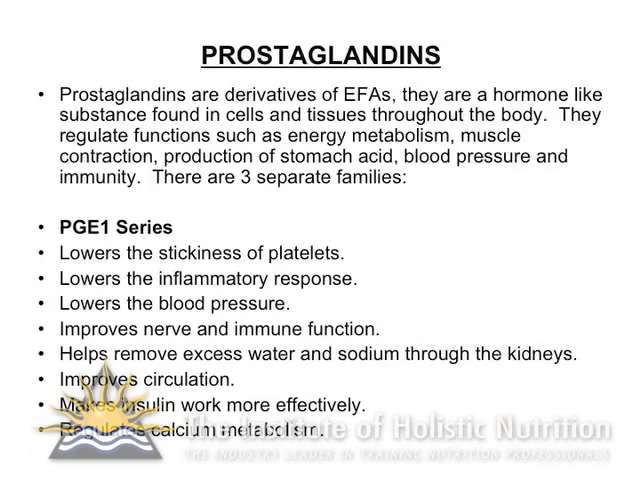 PROSTAGLANDINS
• Prostaglandins are derivatives of EFAs, they are a hormone like
substance found in cells and tissues throughout the body. They
regulate functions such as energy metabolism, muscle
contraction, production of stomach acid, blood pressure and
immunity. There are 3 separate families:
• PGE1 Series
• Lowers the stickiness of platelets.
• Lowers the inflammatory response.
• Lowers the blood pressure.
• Improves nerve and immune function.
• Helps remove excess water and sodium through the kidneys.
• Improves circulation.
• Makes insulin work more effectively.
• Regulates calcium metabolism.
The Institute of Holistic Nutrition
THE INDUSTRY LEADER IN TRAINING NUTRITION PROFESSIONALS